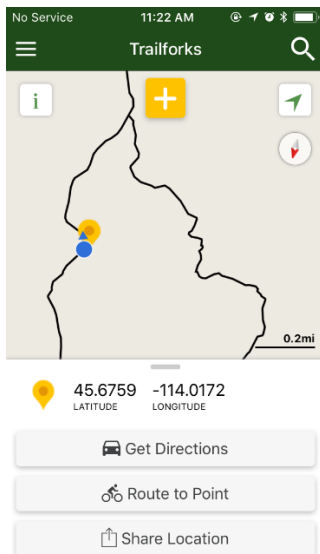 No Service 11:22 AM
Trailforks
i
0.2mi
45.6759 -114.0172
LATITUDE LONGITUDE
Get Directions
Route to Point
Share Location